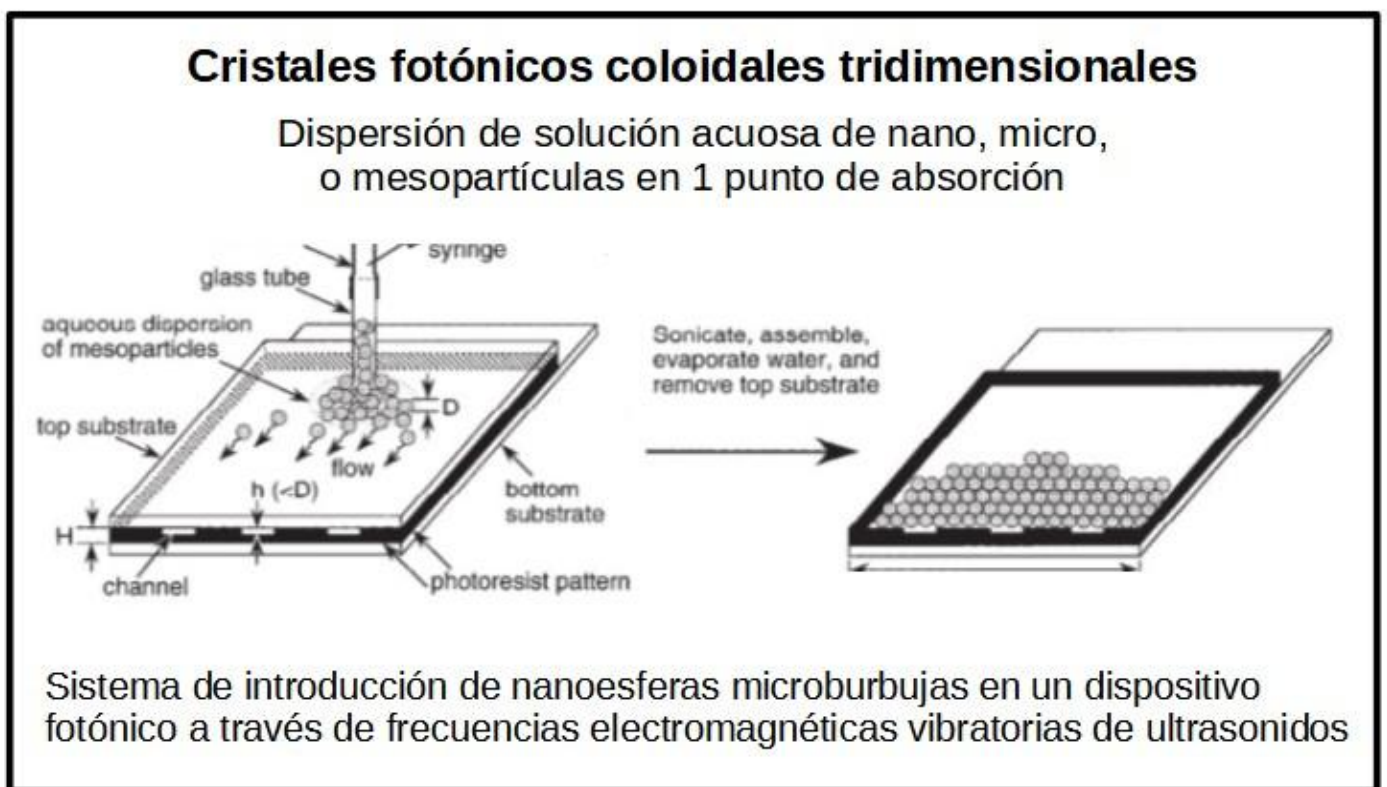 Cristales fotónicos coloidales tridimensionales
Dispersión de solución acuosa de nano, micro,
o mesopartículas en 1 punto de absorción
syringe
glass tube
aqueous dispersion
of mesoparticles
top substrate
D
flow
h (<D)
H
bottom
substrate
channel
photoresist pattern
Sonicate, assemble,
evaporate water, and
remove top substrate
Sistema de introducción de nanoesferas microburbujas en un dispositivo
fotónico a través de frecuencias electromagnéticas vibratorias de ultrasonidos